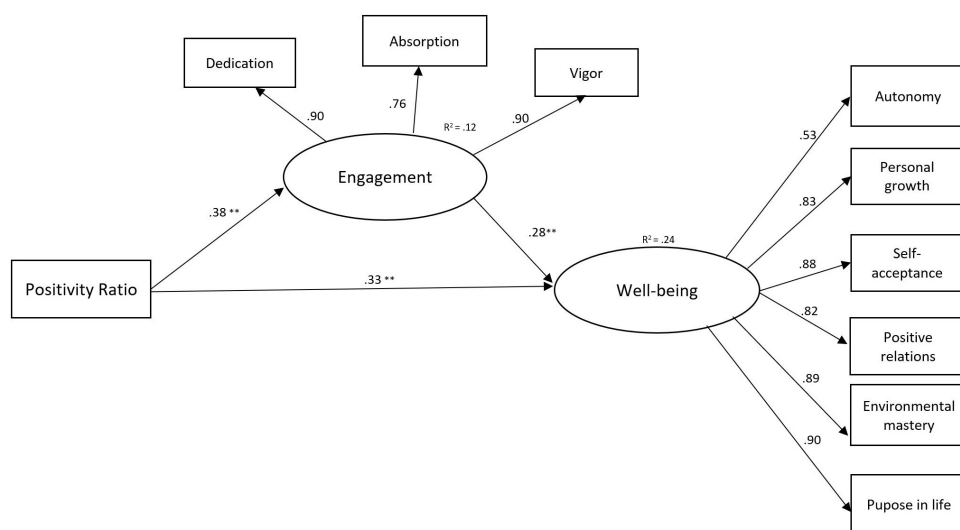 Absorption
Dedication
Vigor
.90
.76
R² = .12
.90
Engagement
.38 **
Positivity Ratio
.33 **
.28**
R² = .24
Well-being
.53
Autonomy
.83
Personal
growth
.88
Self-
acceptance
.82
Positive
relations
.89
Environmental
mastery
.90
Pupose in life